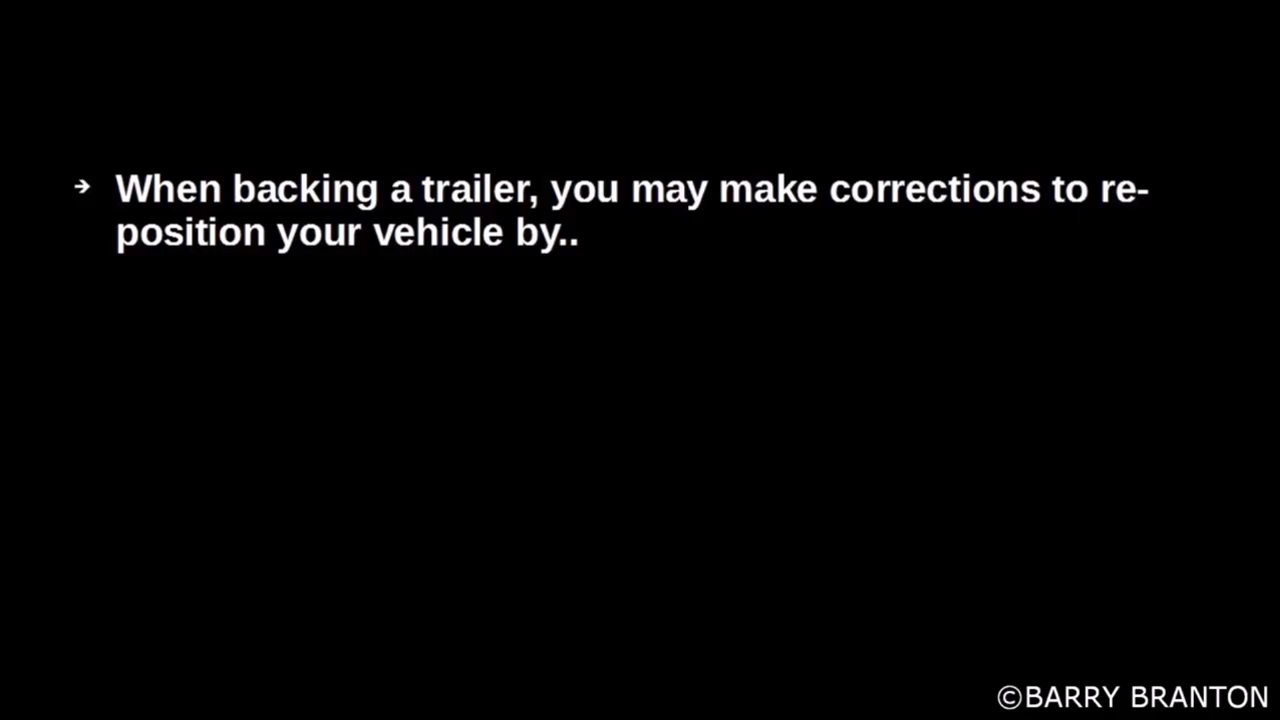 ➔ When backing a trailer, you may make corrections to re-
position your vehicle by..
©BARRY BRANTON